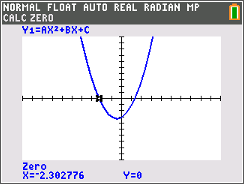 NORMAL FLOAT AUTO REAL RADIAN MP
CALC ZERO
Y1=AX²+BX+C
Zero
X=-2.302776 Y=0